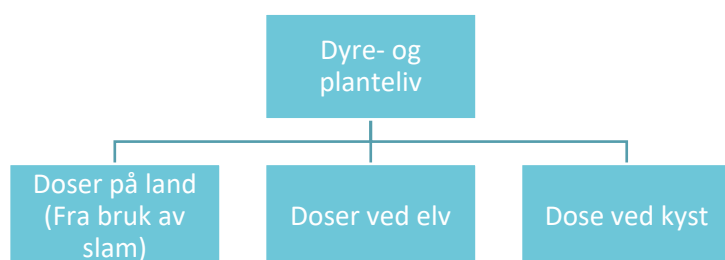 Dyre- og
planteliv
Doser på land
(Fra bruk av
slam)
Doser ved elv
Dose ved kyst